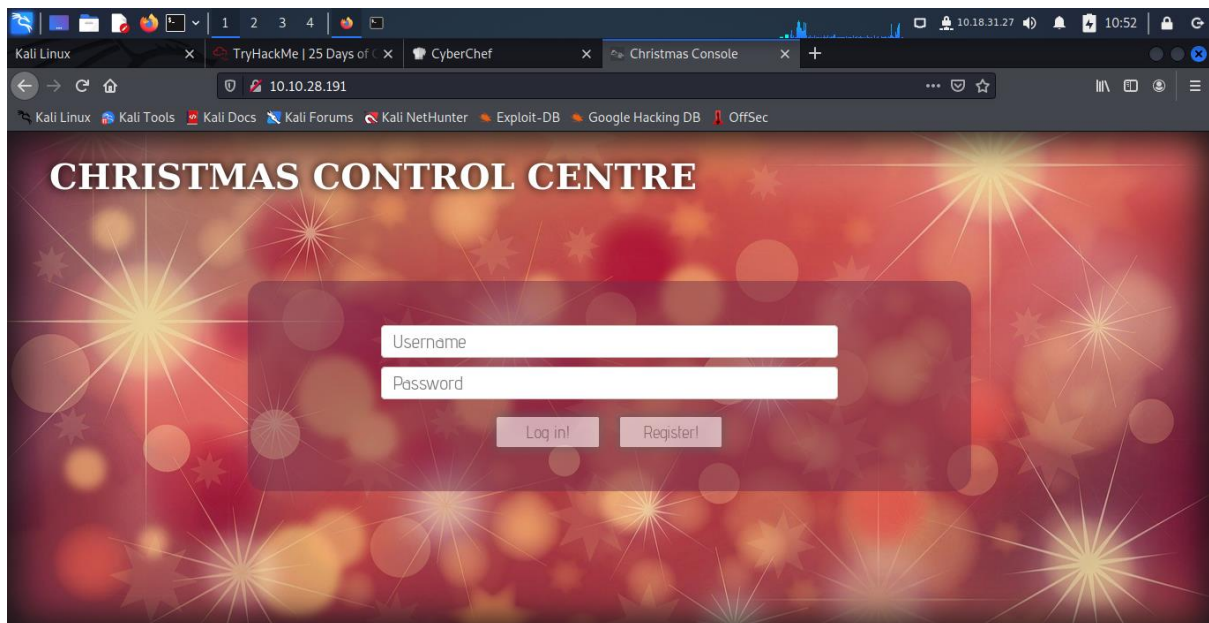 1 2 3 4 10.18.31.27 10:52
Kali Linux TryHackMe | 25 Days of C CyberChef Christmas Console
10.10.28.191
Kali Linux Kali Tools Kali Docs Kali Forums Kali NetHunter Exploit-DB Google Hacking DB OffSec
CHRISTMAS CONTROL CENTRE
Username
Password
Log in! Register!